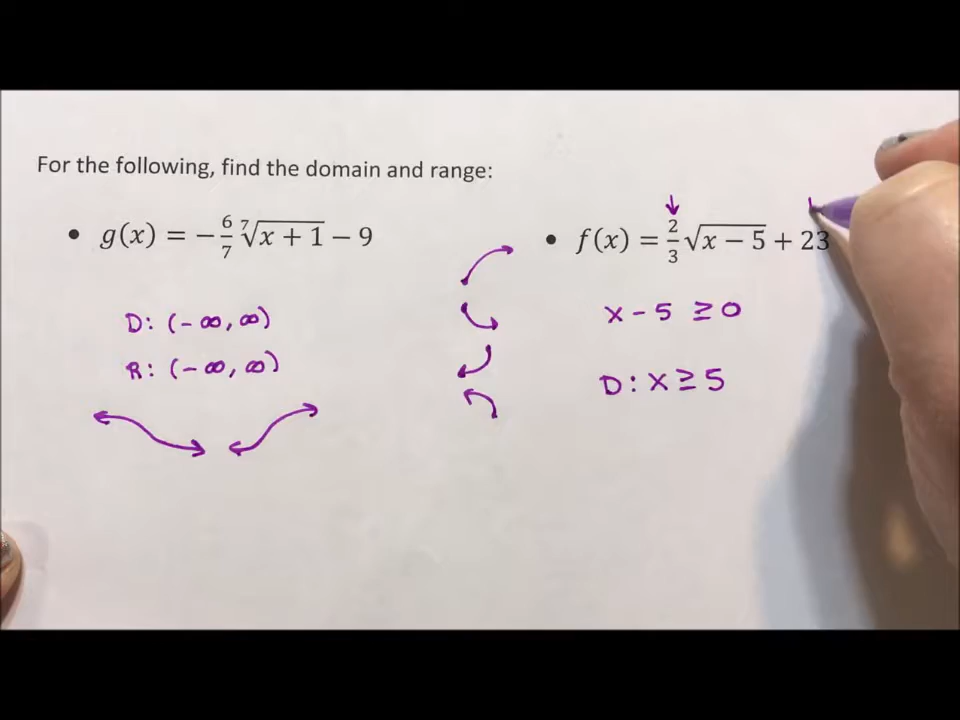 For the following, find the domain and range:
• g(x) = −6/7 ⁷√(x + 1) − 9
D: (-∞, ∞)
R: (-∞, ∞)
• f(x) = 2/3 √(x − 5) + 23
x - 5 ≥ 0
D: x ≥ 5